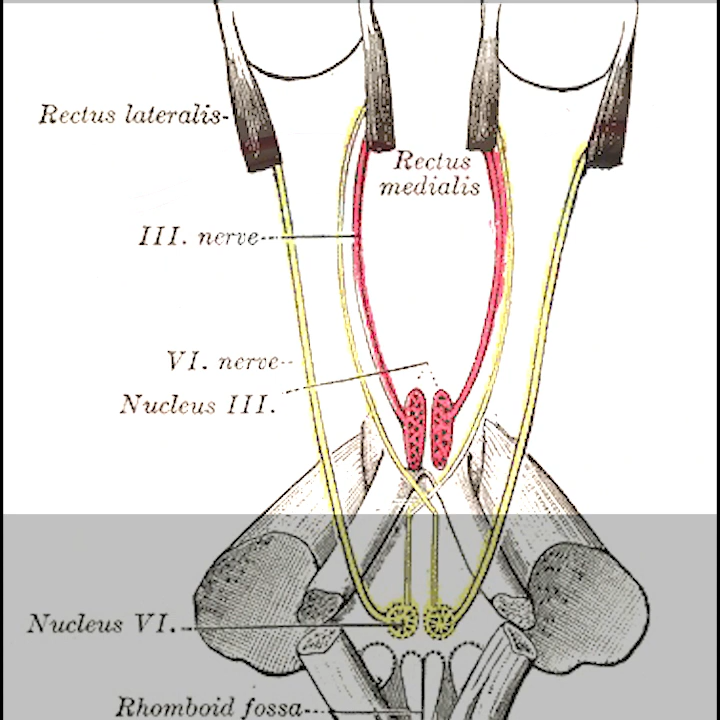 Rectus lateralis
Rectus
medialis
III. nerve
VI. nerve
Nucleus III.
Nucleus VI.
Rhomboid fossa